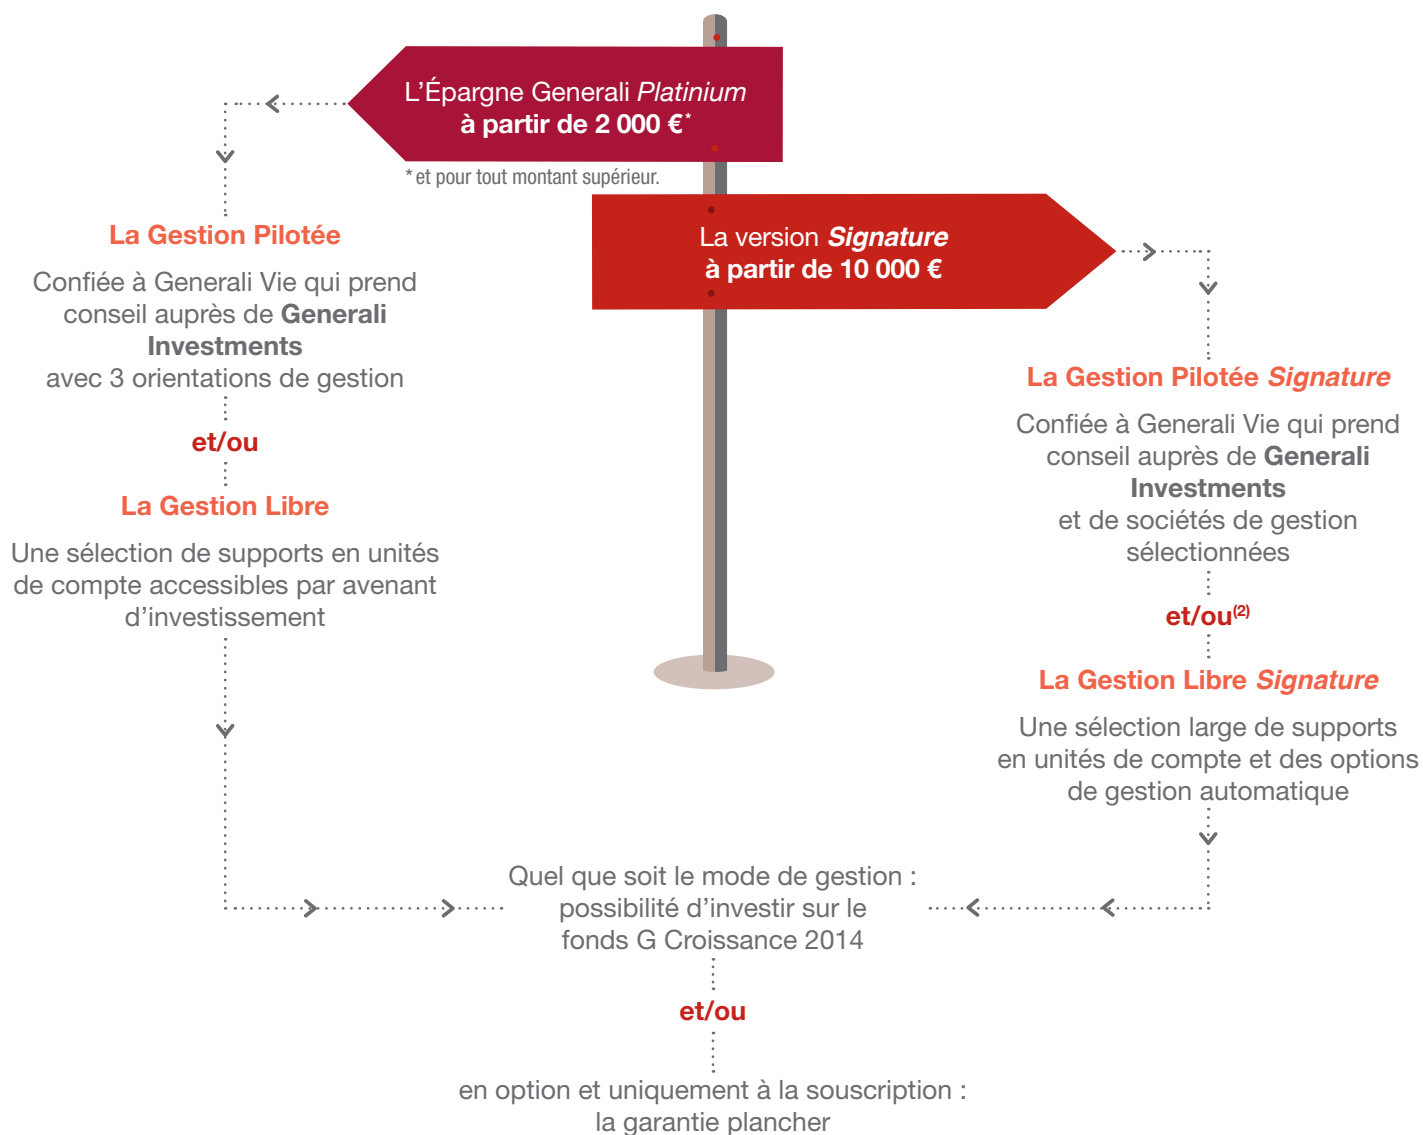 L'Épargne Generali Platinium
à partir de 2 000 €*
* et pour tout montant supérieur.
La version Signature
à partir de 10 000 €
La Gestion Pilotée
Confiée à Generali Vie qui prend
conseil auprès de Generali
Investments
avec 3 orientations de gestion
et/ou
La Gestion Libre
Une sélection de supports en unités
de compte accessibles par avenant
d'investissement
La Gestion Pilotée Signature
Confiée à Generali Vie qui prend
conseil auprès de Generali
Investments
et de sociétés de gestion
sélectionnées
et/ou(2)
La Gestion Libre Signature
Une sélection large de supports
en unités de compte et des options
de gestion automatique
Quel que soit le mode de gestion :
possibilité d'investir sur le
fonds G Croissance 2014
et/ou
en option et uniquement à la souscription :
la garantie plancher